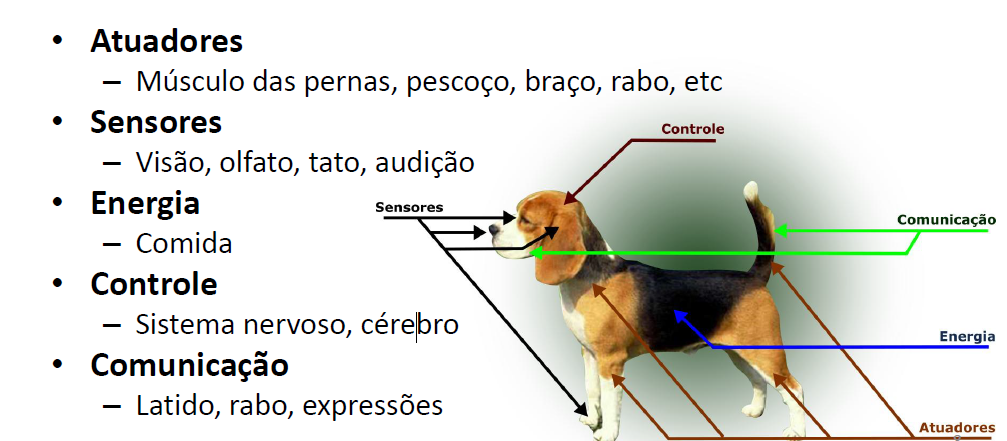 • Atuadores
– Músculo das pernas, pescoço, braço, rabo, etc
• Sensores
– Visão, olfato, tato, audição
• Energia
– Comida
• Controle
– Sistema nervoso, cérebro
• Comunicação
– Latido, rabo, expressões
Controle
Sensores
Comunicação
Energia
Atuadores